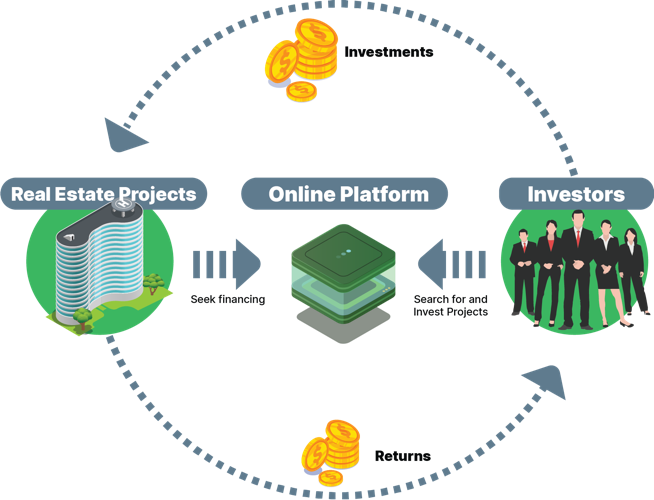 Investments
Real Estate Projects
Online Platform
Investors
Seek financing
Search for and
Invest Projects
Returns